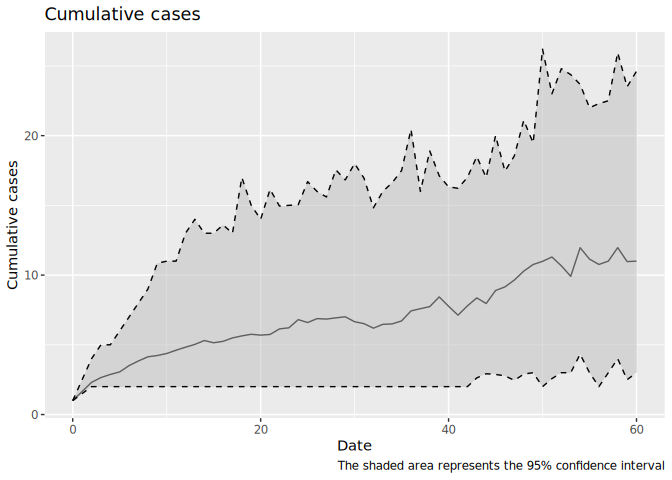 Cumulative cases
Cumulative cases
20
10
0
0 20 40 60
Date
The shaded area represents the 95% confidence interval